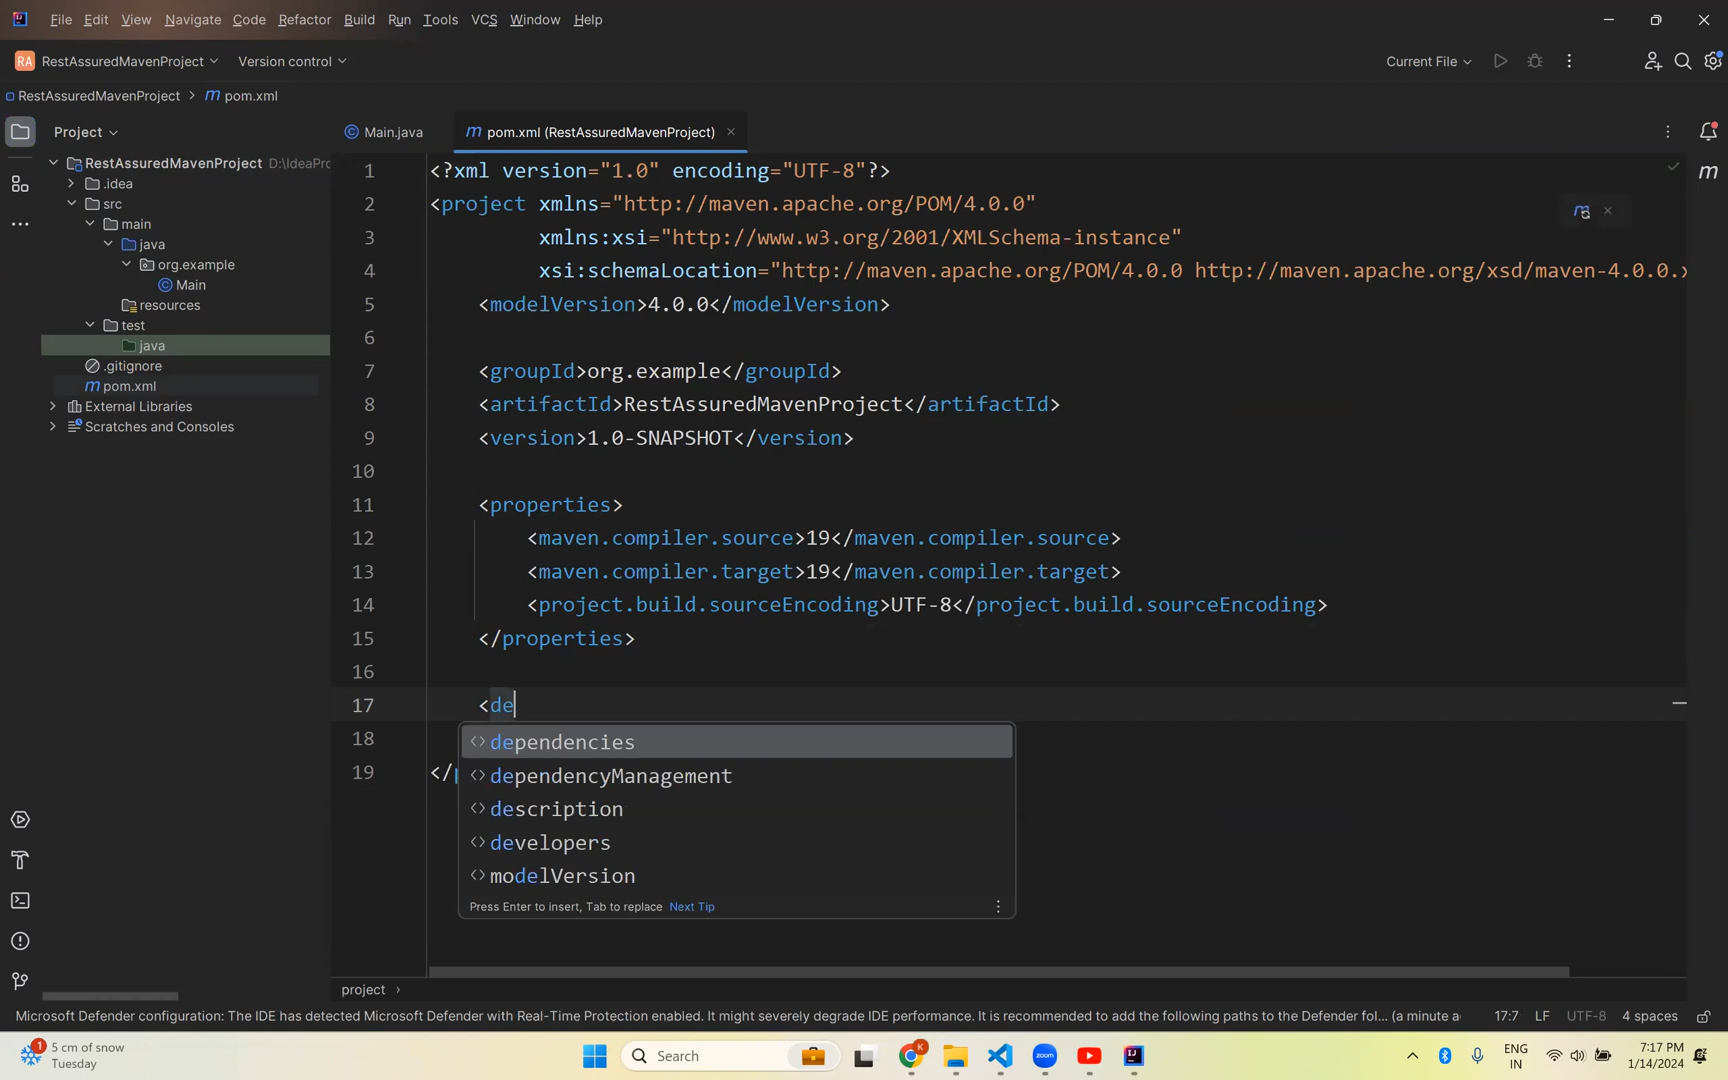 File Edit View Navigate Code Refactor Build Run Tools VCS Window Help
RA RestAssuredMavenProject Version control Current File
RestAssuredMavenProject > m pom.xml
Project
Main.java
m pom.xml (RestAssuredMavenProject)
RestAssuredMavenProject D:\IdeaPro
.idea
src
main
java
org.example
Main
resources
test
java
.gitignore
m pom.xml
External Libraries
Scratches and Consoles
1 <?xml version="1.0" encoding="UTF-8"?>
2 <project xmlns="http://maven.apache.org/POM/4.0.0"
3 xmlns:xsi="http://www.w3.org/2001/XMLSchema-instance"
4 xsi:schemaLocation="http://maven.apache.org/POM/4.0.0 http://maven.apache.org/xsd/maven-4.0.0.x
5 <modelVersion>4.0.0</modelVersion>
6
7 <groupId>org.example</groupId>
8 <artifactId>RestAssuredMavenProject</artifactId>
9 <version>1.0-SNAPSHOT</version>
10
11 <properties>
12 <maven.compiler.source>19</maven.compiler.source>
13 <maven.compiler.target>19</maven.compiler.target>
14 <project.build.sourceEncoding>UTF-8</project.build.sourceEncoding>
15 </properties>
16
17 <de
18
19 </p
<> dependencies
<> dependencyManagement
<> description
<> developers
<> modelVersion
Press Enter to insert, Tab to replace Next Tip
project >
Microsoft Defender configuration: The IDE has detected Microsoft Defender with Real-Time Protection enabled. It might severely degrade IDE performance. It is recommended to add the following paths to the Defender fol... (a minute a 17:7 LF UTF-8 4 spaces
1 5 cm of snow
Tuesday
Search
K
zoom
ENG
IN
7:17 PM
1/14/2024